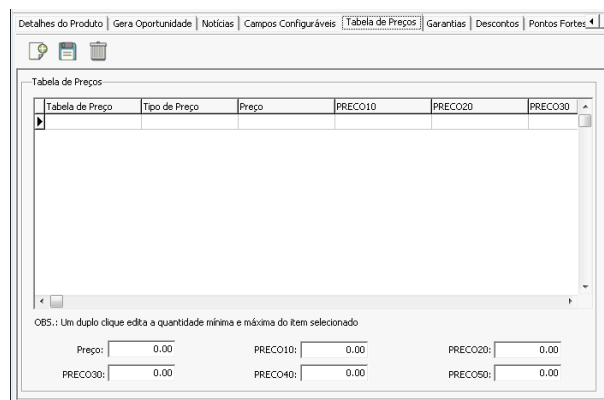 Detalhes do Produto Gera Oportunidade Notícias Campos Configuráveis Tabela de Preços Garantias Descontos Pontos Fortes
Tabela de Preços
Tabela de Preço Tipo de Preço Preço PRECO10 PRECO20 PRECO30
OBS.: Um duplo clique edita a quantidade mínima e máxima do item selecionado
Preço: 0.00 PRECO10: 0.00 PRECO20: 0.00
PRECO30: 0.00 PRECO40: 0.00 PRECO50: 0.00